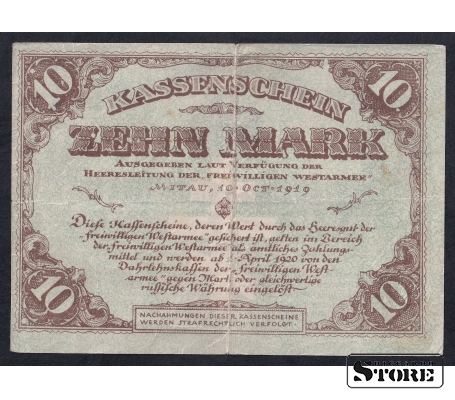 10 10
KASSENSCHEIN
ZEHN MARK
AUSGEGEBEN LAUT VERFÜGUNG DER
HEERESLEITUNG DER „FREIWILLIGEN WESTARMEE"
MITAU, 10. OCT. 1919
Diese Kassenscheine, deren Wert durch das Heeresgut der
„freiwilligen Westarmee" gesichert ist, gelten im Bereich
der freiwilligen Westarmee als amtliches Zahlungs-
mittel und werden ab 1. April 1920 von den
Darlehnskassen der „freiwilligen West-
armee" gegen Mark oder gleichwertige
russische Währung eingelöst
10 10
NACHAHMUNGEN DIESER KASSENSCHEINE
WERDEN STRAFRECHTLICH VERFOLGT.
STORE